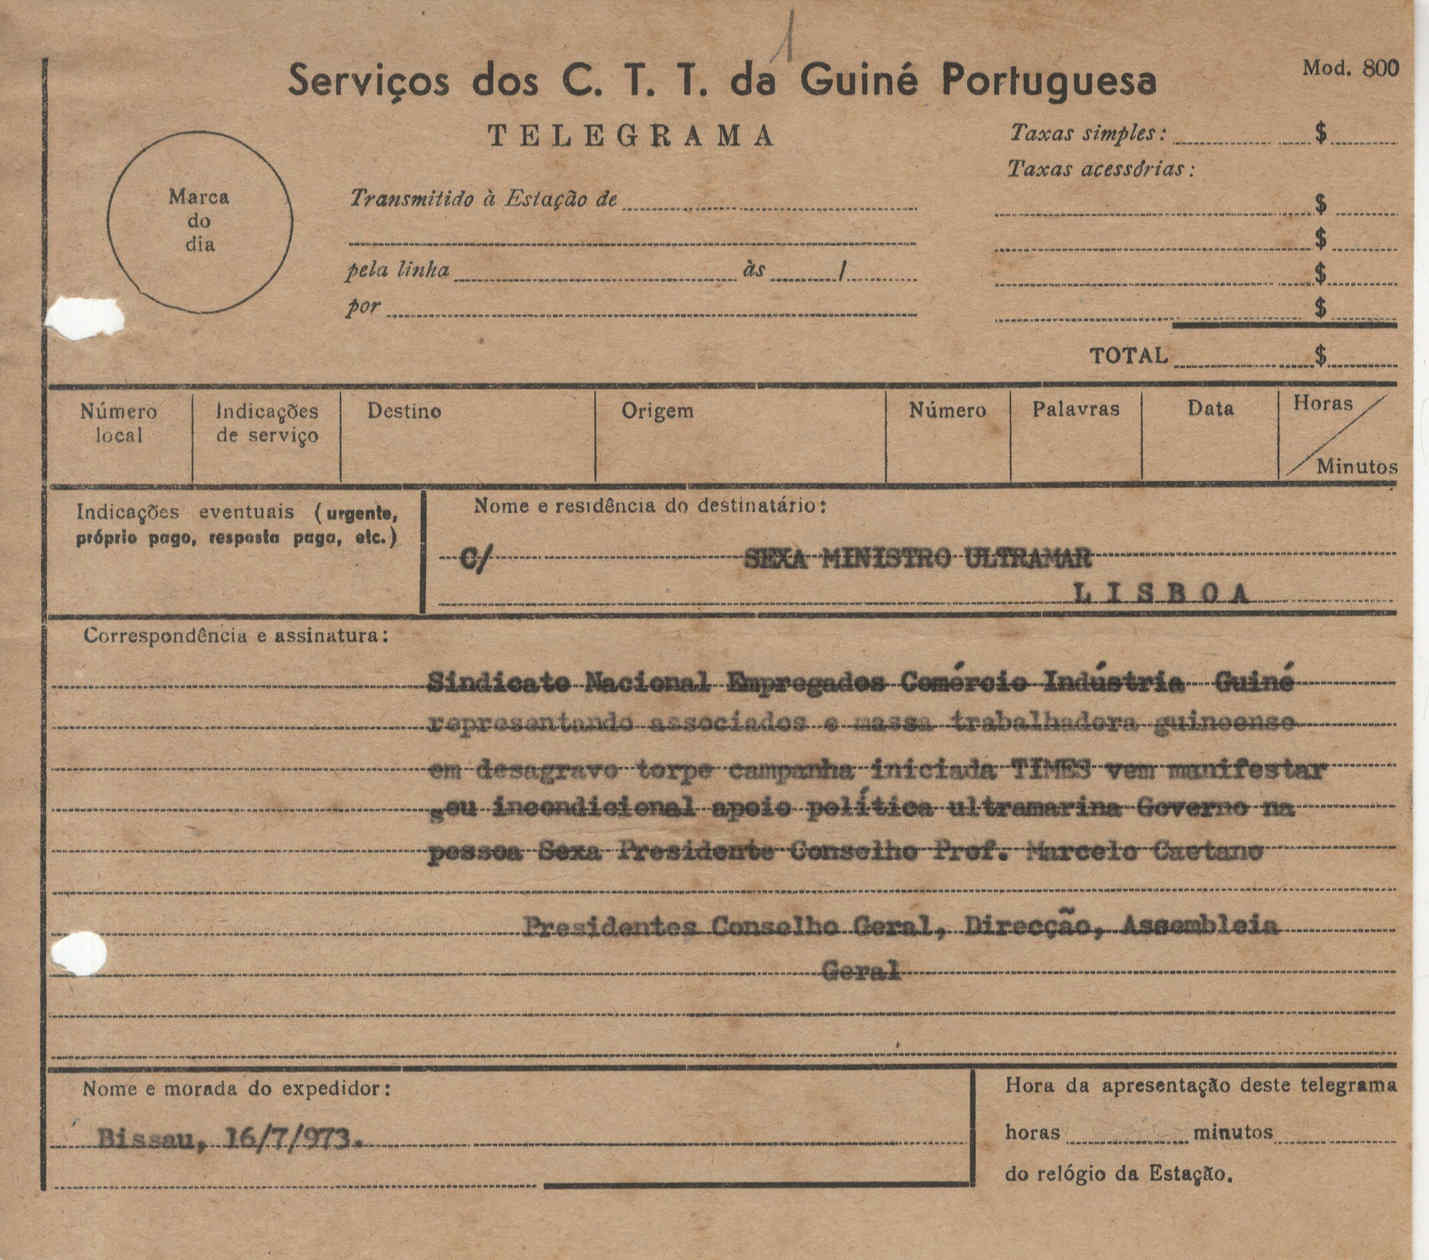 1
Serviços dos C. T. T. da Guiné Portuguesa
Mod. 800
TELEGRAMA
Marca
do
dia
Transmitido à Estação de
pela linha às /
por
Taxas simples: $
Taxas acessórias:
$
$
$
$
TOTAL $
Número
local
Indicações
de serviço
Destino
Origem
Número
Palavras
Data
Horas
Minutos
Indicações eventuais (urgente,
próprio pago, resposta paga, etc.)
Nome e residência do destinatário:
C/ SEXA MINISTRO ULTRAMAR
LISBOA
Correspondência e assinatura:
Sindicato Nacional Empregados Comércio Indústria Guiné
representando associados e massa trabalhadora guineense
em desagravo torpe campanha iniciada TIMES vem manifestar
seu incondicional apoio política ultramarina Governo na
pessoa Sexa Presidente Conselho Prof. Marcelo Caetano
Presidentes Conselho Geral, Direcção, Assembleia
Geral
Nome e morada do expedidor:
Bissau, 16/7/973.
Hora da apresentação deste telegrama
horas minutos
do relógio da Estação.